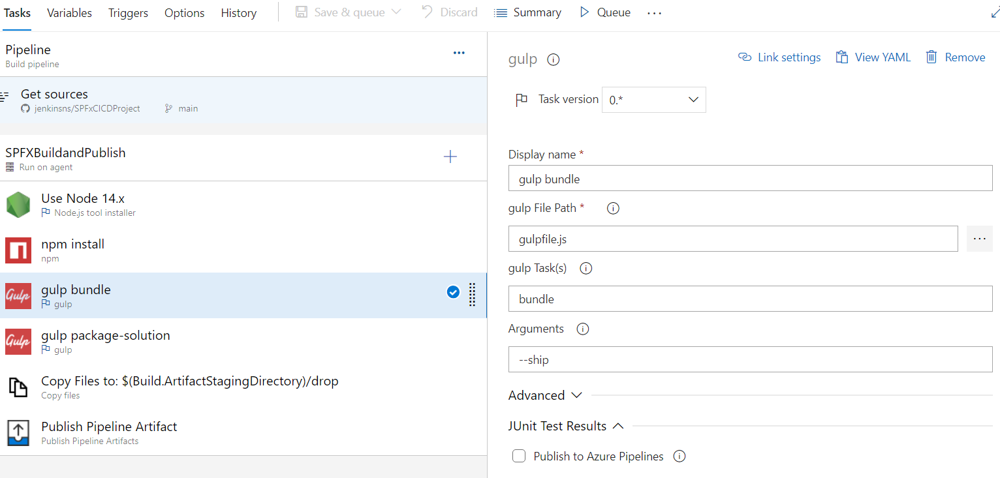 Tasks Variables Triggers Options History Save & queue Discard Summary Queue ...
Pipeline ...
Build pipeline
Get sources
jenkinsns/SPFxCICDProject main
SPFXBuildandPublish
Run on agent
Use Node 14.x
Node.js tool installer
npm install
npm
Gulp gulp bundle
gulp
Gulp gulp package-solution
gulp
Copy Files to: $(Build.ArtifactStagingDirectory)/drop
Copy files
Publish Pipeline Artifact
Publish Pipeline Artifacts
gulp Link settings View YAML Remove
Task version 0.*
Display name *
gulp bundle
gulp File Path *
gulpfile.js ...
gulp Task(s)
bundle
Arguments
--ship
Advanced
JUnit Test Results
Publish to Azure Pipelines